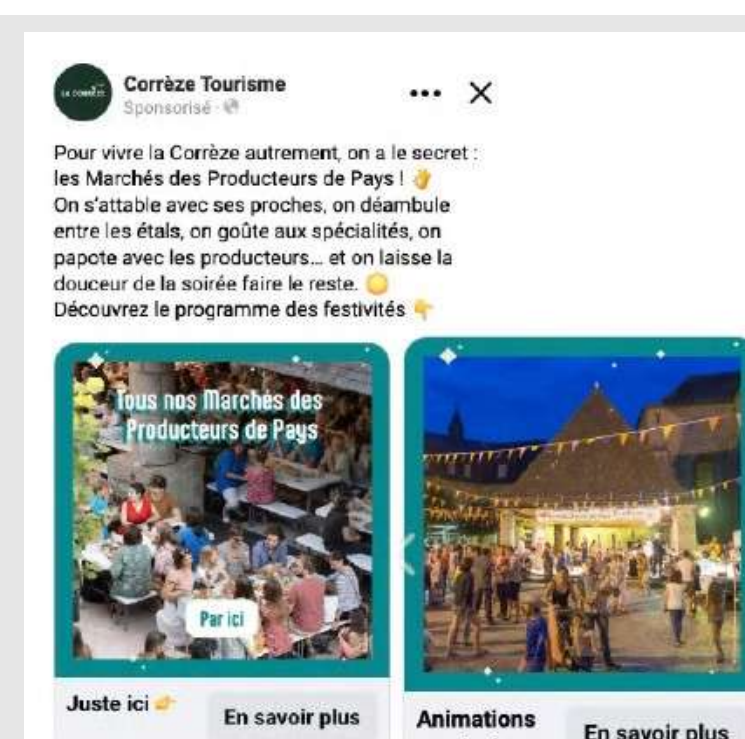 LA CORRÈZE
Corrèze Tourisme
Sponsorisé ·
Pour vivre la Corrèze autrement, on a le secret :
les Marchés des Producteurs de Pays ! 👌
On s'attable avec ses proches, on déambule
entre les étals, on goûte aux spécialités, on
papote avec les producteurs... et on laisse la
douceur de la soirée faire le reste. 🌕
Découvrez le programme des festivités 👇
Tous nos Marchés des
Producteurs de Pays
Par ici
Juste ici 👉
En savoir plus
Animations
En savoir plus